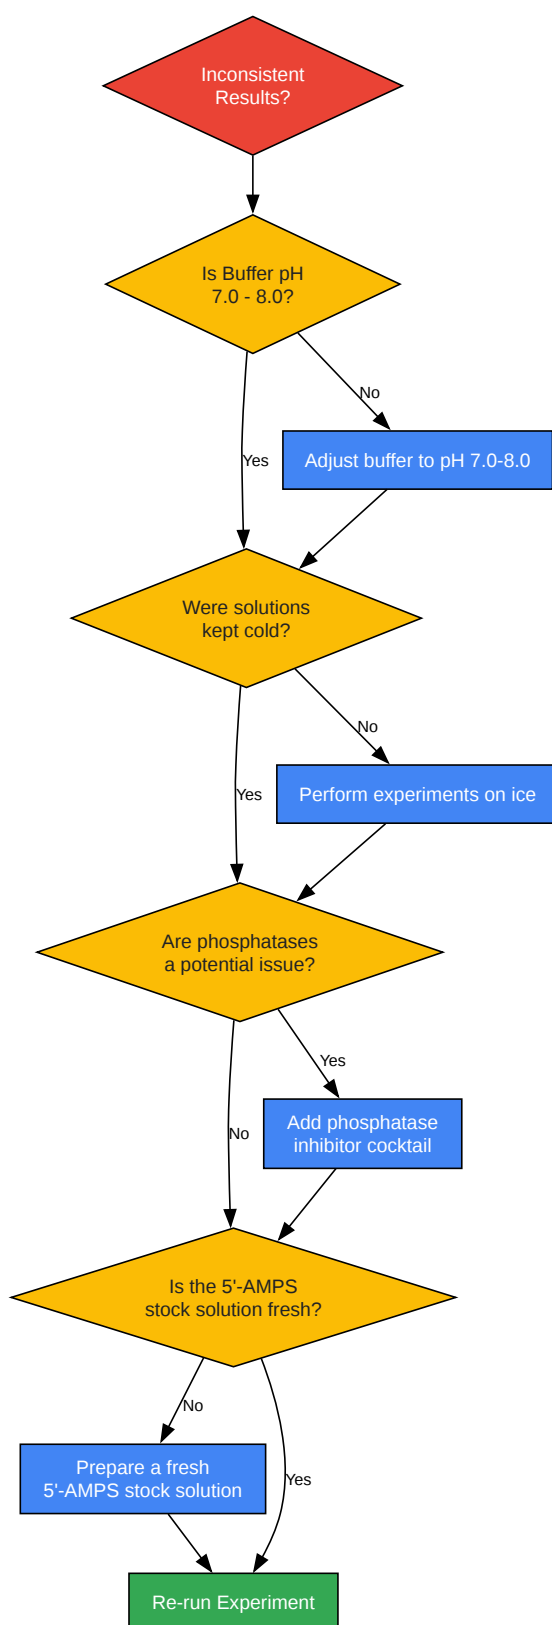 Inconsistent
Results?
Is Buffer pH
7.0 - 8.0?
No
Yes
Adjust buffer to pH 7.0-8.0
Were solutions
kept cold?
No
Yes
Perform experiments on ice
Are phosphatases
a potential issue?
Yes
No
Add phosphatase
inhibitor cocktail
Is the 5'-AMPS
stock solution fresh?
No
Yes
Prepare a fresh
5'-AMPS stock solution
Re-run Experiment